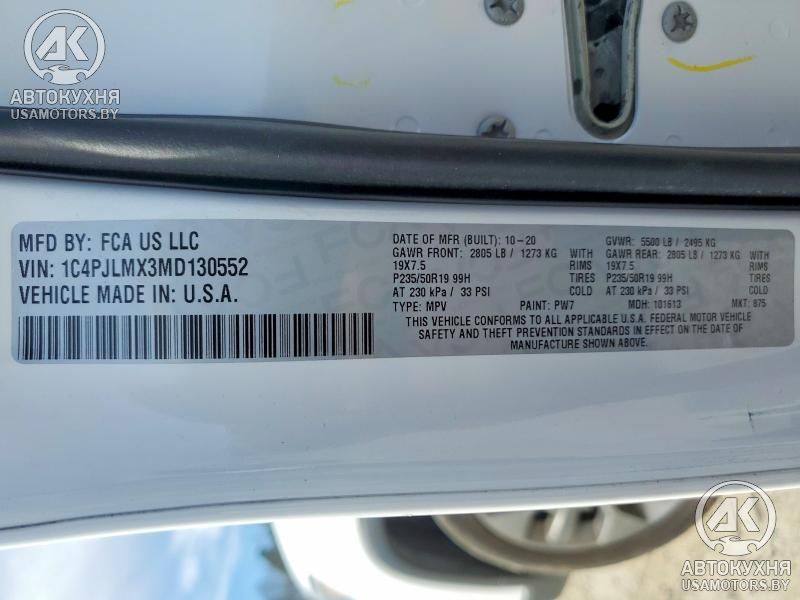 АК
АВТОКУХНЯ
USAMOTORS.BY
MFD BY: FCA US LLC
VIN: 1C4PJLMX3MD130552
VEHICLE MADE IN: U.S.A.
DATE OF MFR (BUILT): 10-20 GVWR: 5500 LB / 2495 KG
GAWR FRONT: 2805 LB / 1273 KG WITH GAWR REAR: 2805 LB / 1273 KG WITH
19X7.5 RIMS 19X7.5 RIMS
P235/50R19 99H TIRES P235/50R19 99H TIRES
AT 230 kPa / 33 PSI COLD AT 230 kPa / 33 PSI COLD
TYPE: MPV PAINT: PW7 MDH: 101613 MKT: 875
THIS VEHICLE CONFORMS TO ALL APPLICABLE U.S.A. FEDERAL MOTOR VEHICLE
SAFETY AND THEFT PREVENTION STANDARDS IN EFFECT ON THE DATE OF
MANUFACTURE SHOWN ABOVE.
АК
АВТОКУХНЯ
USAMOTORS.BY